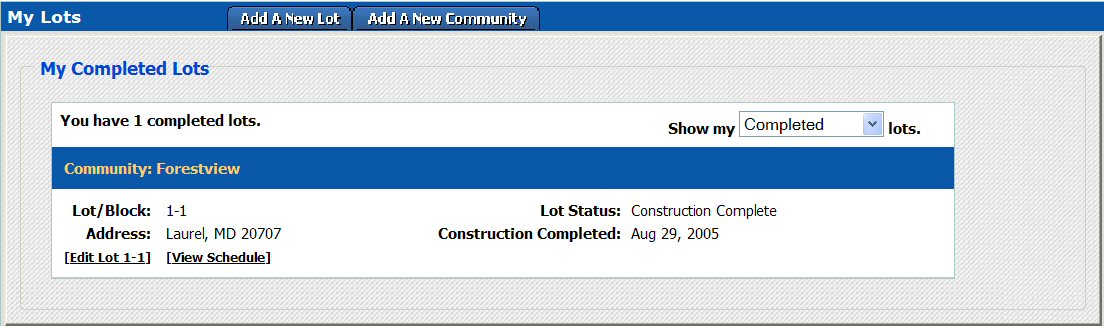 My Lots Add A New Lot Add A New Community
My Completed Lots
You have 1 completed lots.
Show my Completed lots.
Community: Forestview
Lot/Block: 1-1 Lot Status: Construction Complete
Address: Laurel, MD 20707 Construction Completed: Aug 29, 2005
[Edit Lot 1-1] [View Schedule]